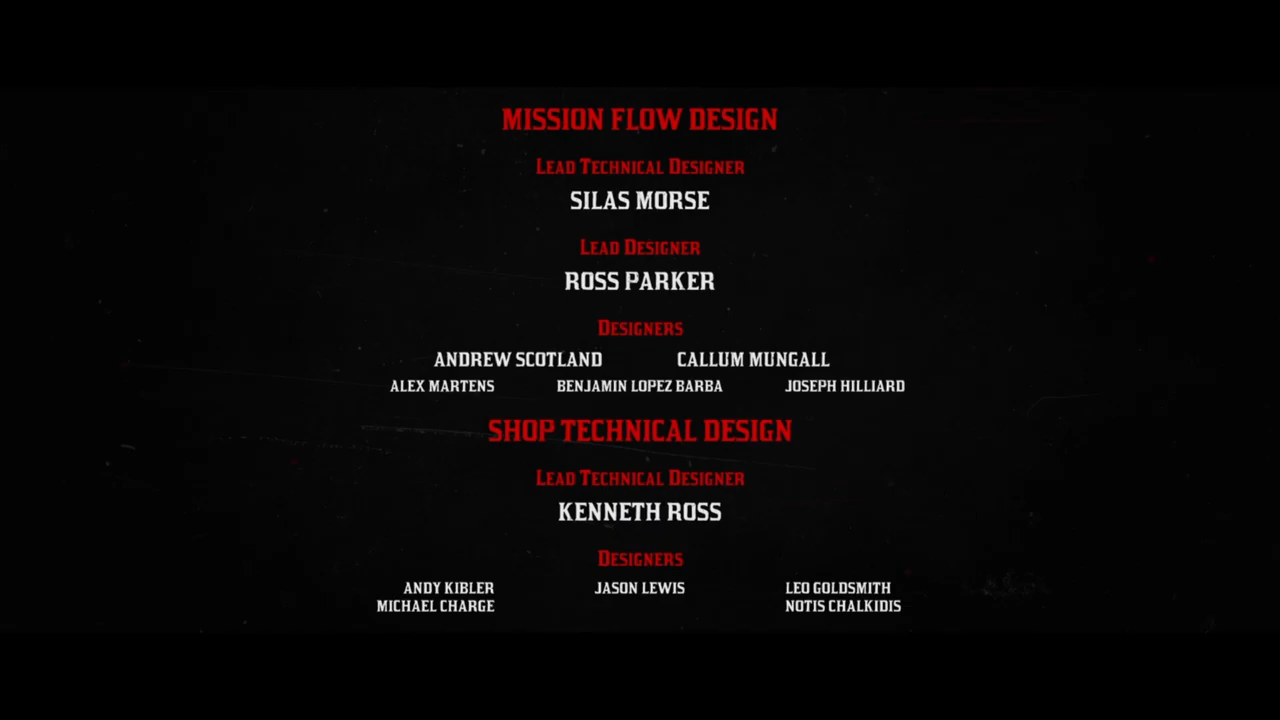 MISSION FLOW DESIGN
LEAD TECHNICAL DESIGNER
SILAS MORSE
LEAD DESIGNER
ROSS PARKER
DESIGNERS
ANDREW SCOTLAND CALLUM MUNGALL
ALEX MARTENS BENJAMIN LOPEZ BARBA JOSEPH HILLIARD
SHOP TECHNICAL DESIGN
LEAD TECHNICAL DESIGNER
KENNETH ROSS
DESIGNERS
ANDY KIBLER JASON LEWIS LEO GOLDSMITH
MICHAEL CHARGE NOTIS CHALKIDIS